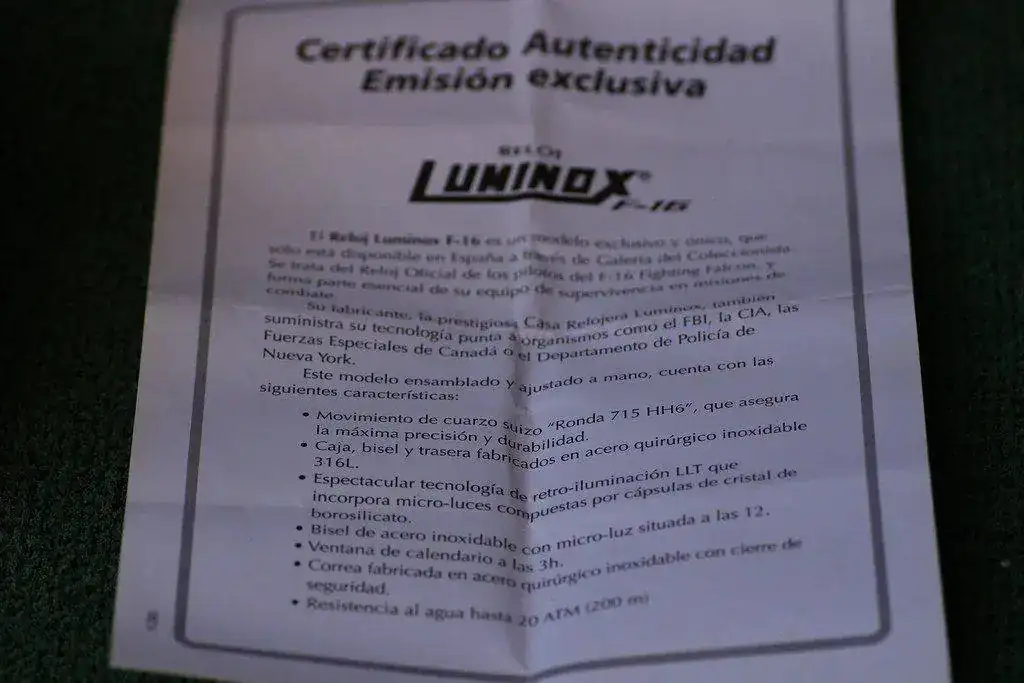 Certificado Autenticidad
Emisión exclusiva
RELOJ
LUMINOX®
F-16
El Reloj Luminox F-16 es un modelo exclusivo y único, que
sólo está disponible en España a través de Galería del Coleccionista.
Se trata del Reloj Oficial de los pilotos del F-16 Fighting Falcon, y
forma parte esencial de su equipo de supervivencia en misiones de
combate.
Su fabricante, la prestigiosa Casa Relojera Luminox, también
suministra su tecnología punta a organismos como el FBI, la CIA, las
Fuerzas Especiales de Canadá o el Departamento de Policía de
Nueva York.
Este modelo ensamblado y ajustado a mano, cuenta con las
siguientes características:
• Movimiento de cuarzo suizo “Ronda 715 HH6”, que asegura
la máxima precisión y durabilidad.
• Caja, bisel y trasera fabricados en acero quirúrgico inoxidable
316L.
• Espectacular tecnología de retro-iluminación LLT que
incorpora micro-luces compuestas por cápsulas de cristal de
borosilicato.
• Bisel de acero inoxidable con micro-luz situada a las 12.
• Ventana de calendario a las 3h.
• Correa fabricada en acero quirúrgico inoxidable con cierre de
seguridad.
• Resistencia al agua hasta 20 ATM (200 m)